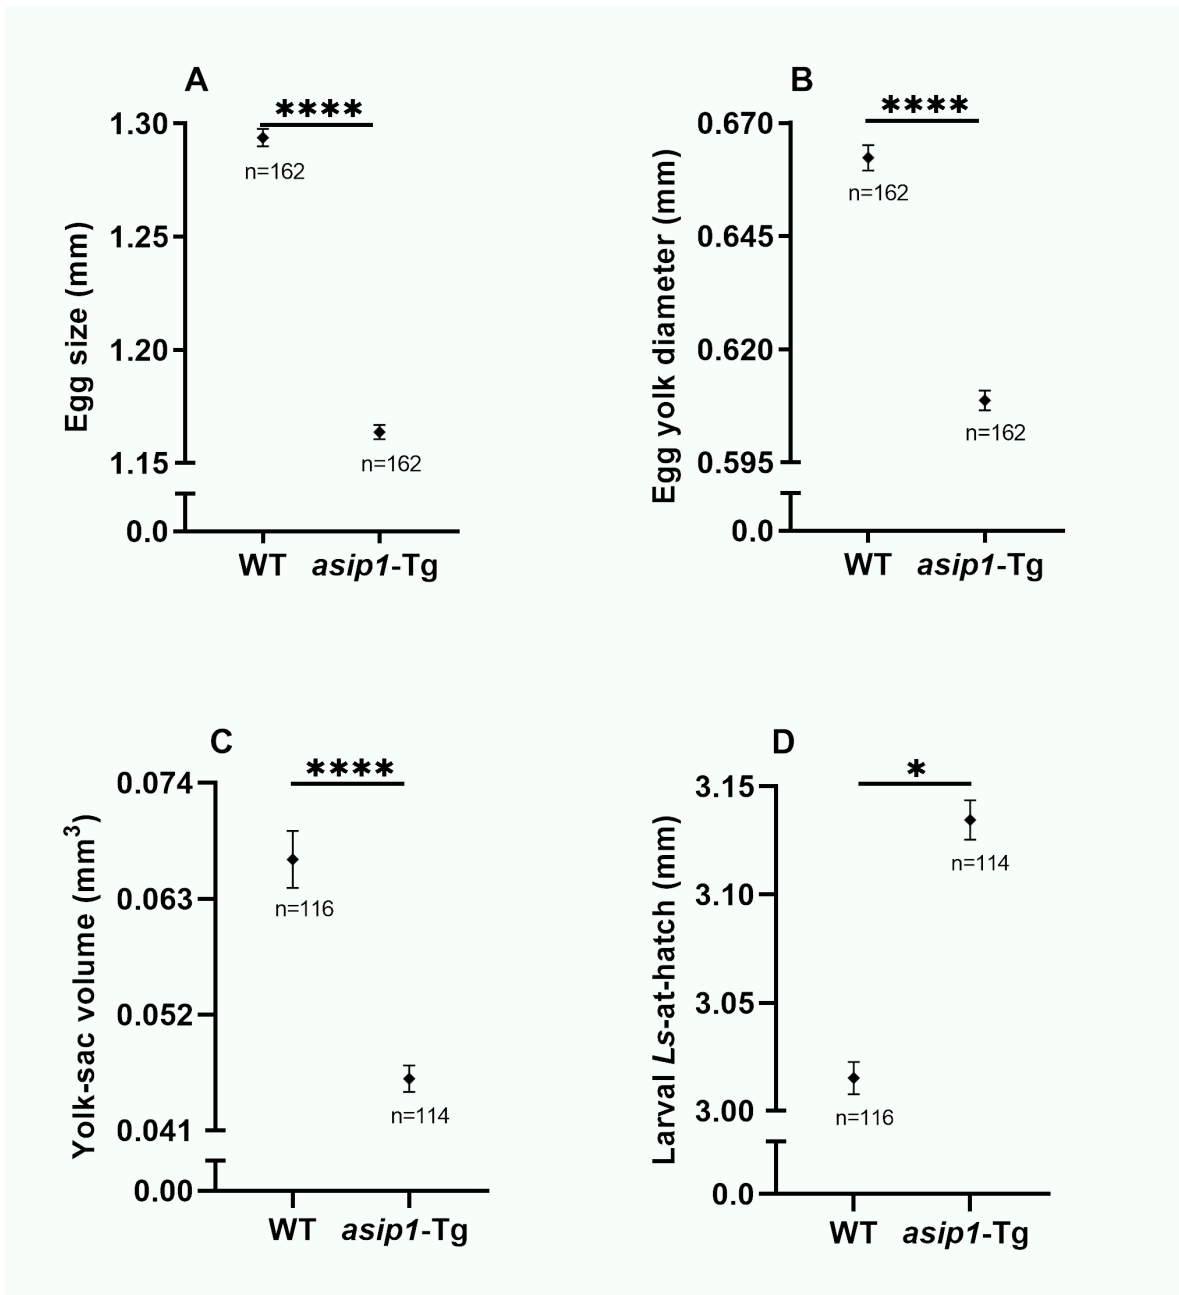 A
✱✱✱✱
1.30
1.25
1.20
1.15
0.0
Egg size (mm)
n=162
n=162
WT asip1-Tg
B
✱✱✱✱
0.670
0.645
0.620
0.595
0.0
Egg yolk diameter (mm)
n=162
n=162
WT asip1-Tg
C
✱✱✱✱
0.074
0.063
0.052
0.041
0.00
Yolk-sac volume (mm³)
n=116
n=114
WT asip1-Tg
D
✱
3.15
3.10
3.05
3.00
0.0
Larval Ls-at-hatch (mm)
n=114
n=116
WT asip1-Tg